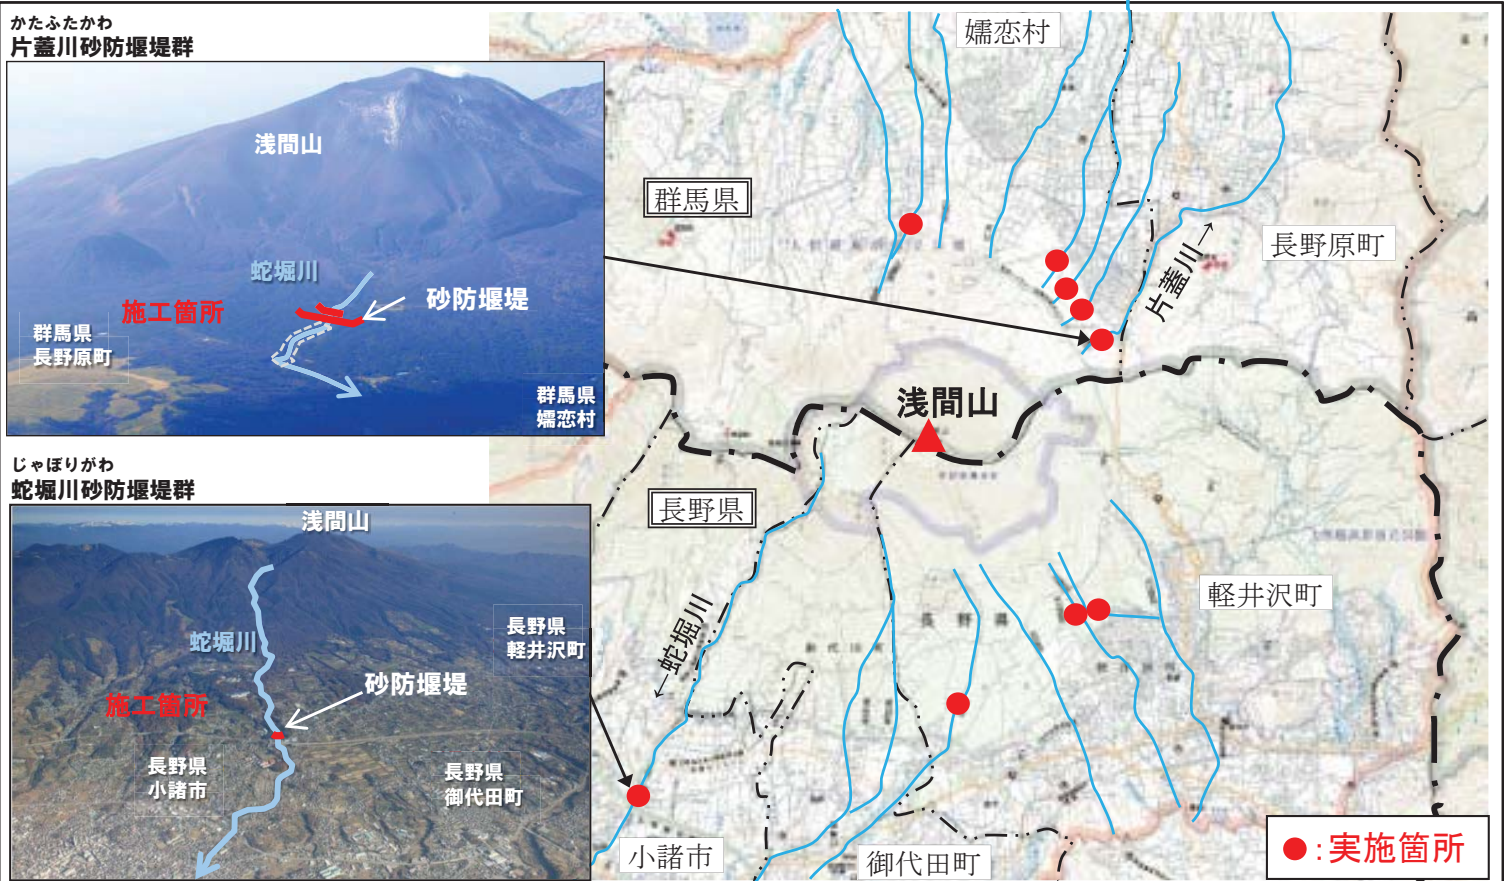 かたふたかわ
片蓋川砂防堰堤群
浅間山
蛇堀川
施工箇所
砂防堰堤
群馬県
長野原町
群馬県
嬬恋村
じゃぼりがわ
蛇堀川砂防堰堤群
浅間山
長野県
軽井沢町
蛇堀川
砂防堰堤
施工箇所
長野県
小諸市
長野県
御代田町
嬬恋村
群馬県
長野原町
片蓋川→
浅間山
長野県
軽井沢町
←蛇堀川
長野県
小諸市
御代田町
●:実施箇所